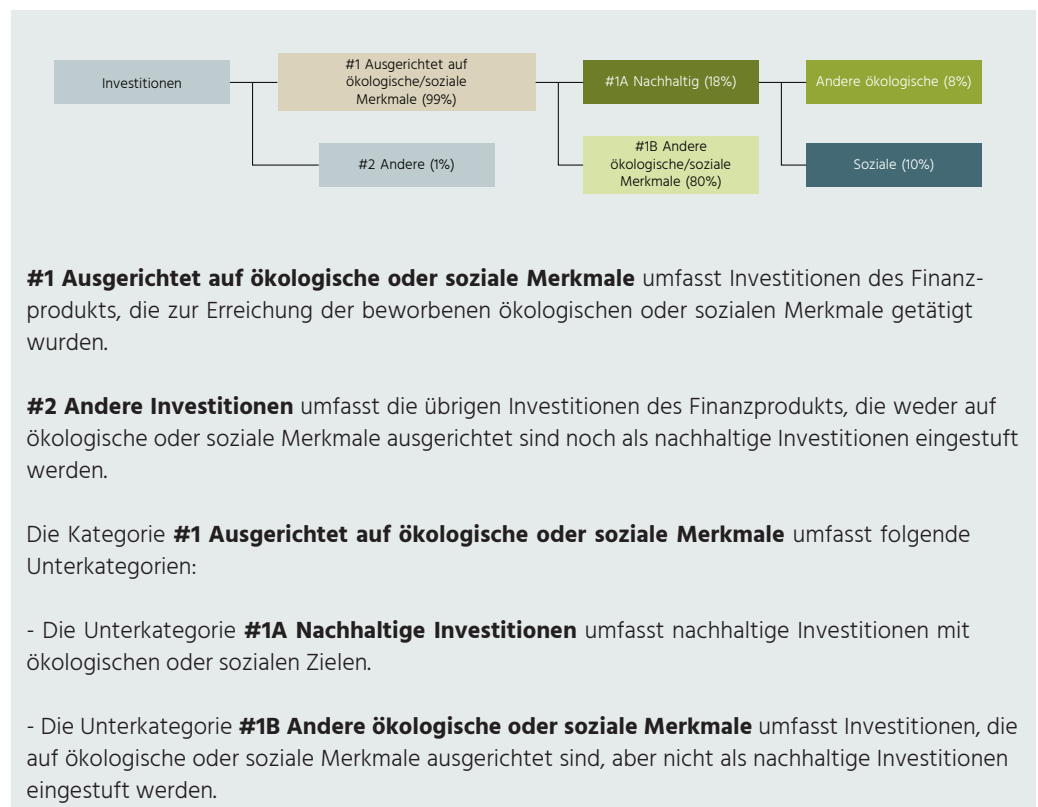 Investitionen
#1 Ausgerichtet auf
ökologische/soziale
Merkmale (99%)
#1A Nachhaltig (18%)
Andere ökologische (8%)
#2 Andere (1%)
#1B Andere
ökologische/soziale
Merkmale (80%)
Soziale (10%)
#1 Ausgerichtet auf ökologische oder soziale Merkmale umfasst Investitionen des Finanz-
produkts, die zur Erreichung der beworbenen ökologischen oder sozialen Merkmale getätigt
wurden.
#2 Andere Investitionen umfasst die übrigen Investitionen des Finanzprodukts, die weder auf
ökologische oder soziale Merkmale ausgerichtet sind noch als nachhaltige Investitionen eingestuft
werden.
Die Kategorie #1 Ausgerichtet auf ökologische oder soziale Merkmale umfasst folgende
Unterkategorien:
- Die Unterkategorie #1A Nachhaltige Investitionen umfasst nachhaltige Investitionen mit
ökologischen oder sozialen Zielen.
- Die Unterkategorie #1B Andere ökologische oder soziale Merkmale umfasst Investitionen, die
auf ökologische oder soziale Merkmale ausgerichtet sind, aber nicht als nachhaltige Investitionen
eingestuft werden.